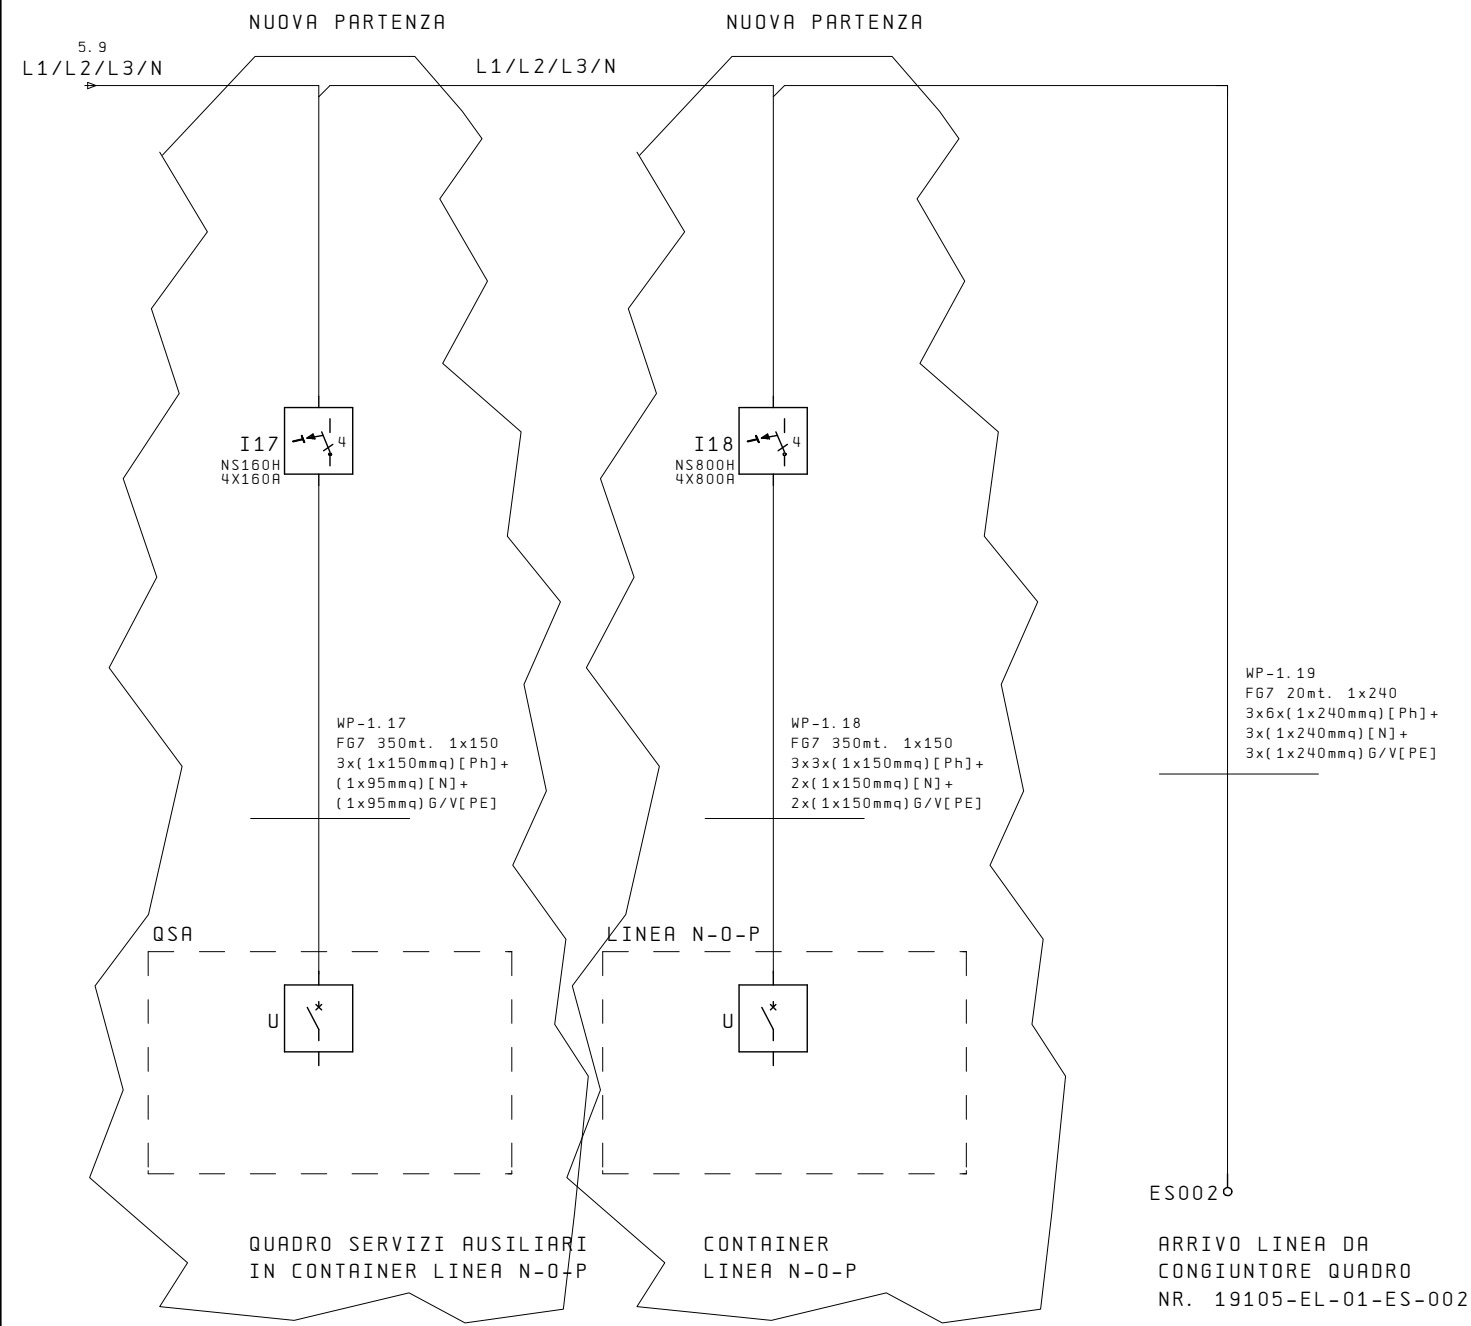 NUOVA PARTENZA
NUOVA PARTENZA
5.9
L1/L2/L3/N
L1/L2/L3/N
I17
NS160H
4X160A
4
I18
NS800H
4X800A
4
WP-1.17
FG7 350mt. 1x150
3x(1x150mmq)[Ph]+
(1x95mmq)[N]+
(1x95mmq)G/V[PE]
WP-1.18
FG7 350mt. 1x150
3x3x(1x150mmq)[Ph]+
2x(1x150mmq)[N]+
2x(1x150mmq)G/V[PE]
WP-1.19
FG7 20mt. 1x240
3x6x(1x240mmq)[Ph]+
3x(1x240mmq)[N]+
3x(1x240mmq)G/V[PE]
QSA
U
LINEA N-O-P
U
ES002
QUADRO SERVIZI AUSILIARI
IN CONTAINER LINEA N-O-P
CONTAINER
LINEA N-O-P
ARRIVO LINEA DA
CONGIUNTORE QUADRO
NR. 19105-EL-01-ES-002